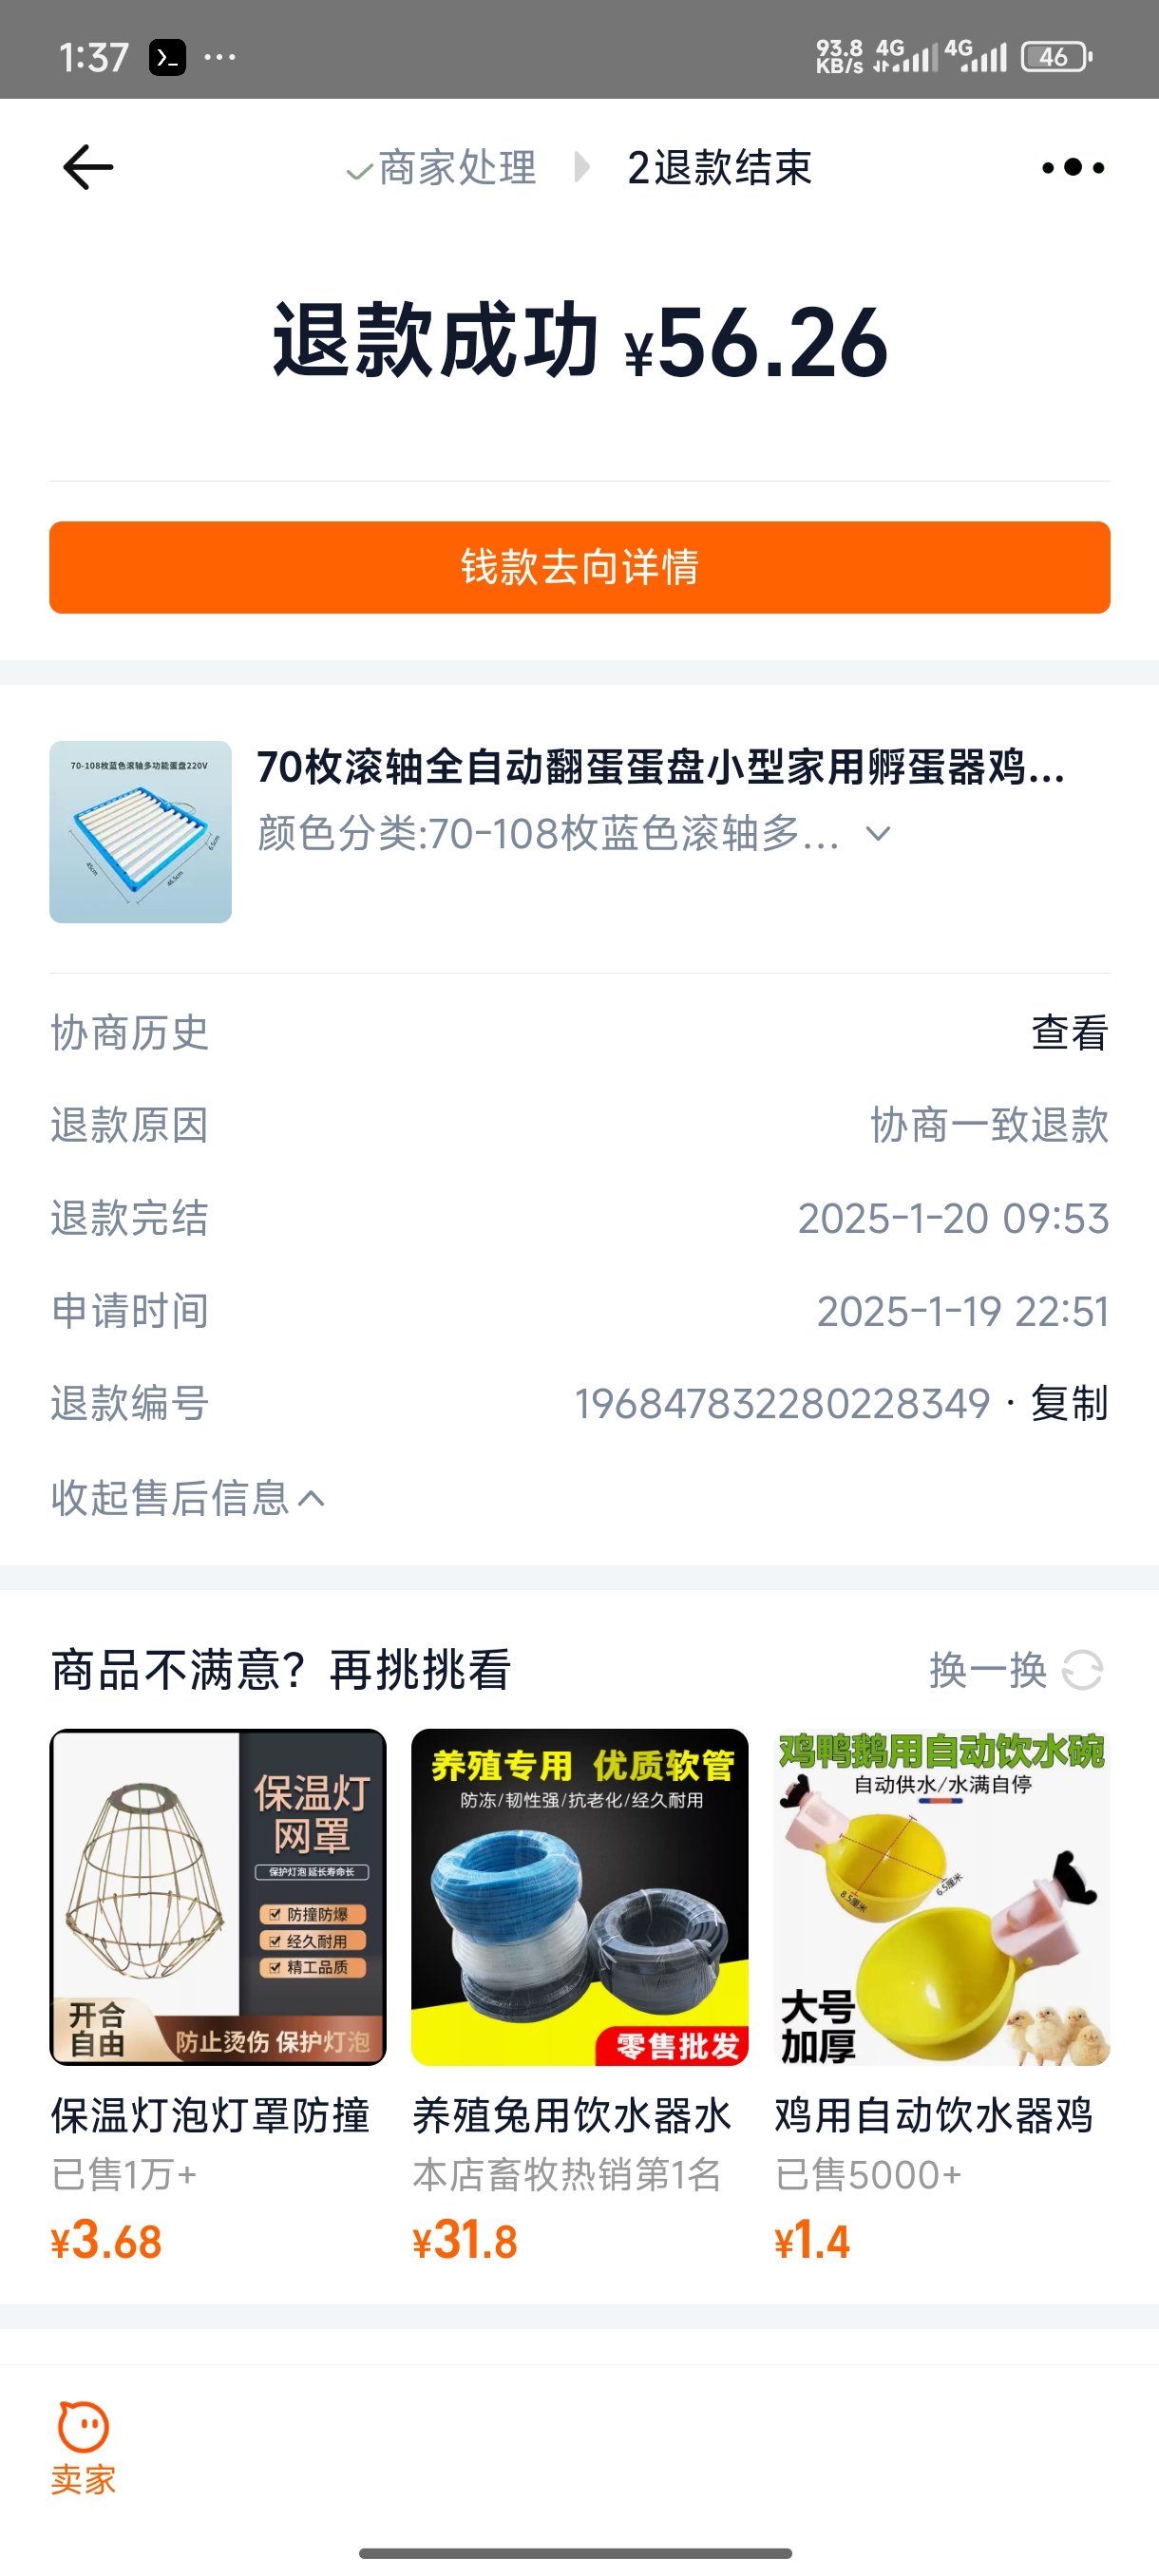 1:37
93.8 KB/s 4G 4G 46
商家处理 2退款结束
退款成功 ¥56.26
钱款去向详情
70-108枚蓝色滚轴多功能蛋盘220V
45cm
46.5cm
6.5cm
70枚滚轴全自动翻蛋蛋盘小型家用孵蛋器鸡...
颜色分类:70-108枚蓝色滚轴多...
协商历史 查看
退款原因 协商一致退款
退款完结 2025-1-20 09:53
申请时间 2025-1-19 22:51
退款编号 196847832280228349 · 复制
收起售后信息
商品不满意？再挑挑看 换一换
保温灯
网罩
保护灯泡 延长寿命长
防撞防爆
经久耐用
精工品质
开合
自由
防止烫伤 保护灯泡
养殖专用 优质软管
防冻/韧性强/抗老化/经久耐用
零售批发
鸡鸭鹅用自动饮水碗
自动供水/水满自停
8.5厘米
6.5厘米
大号
加厚
保温灯泡灯罩防撞
已售1万+
¥3.68
养殖兔用饮水器水
本店畜牧热销第1名
¥31.8
鸡用自动饮水器鸡
已售5000+
¥1.4
卖家